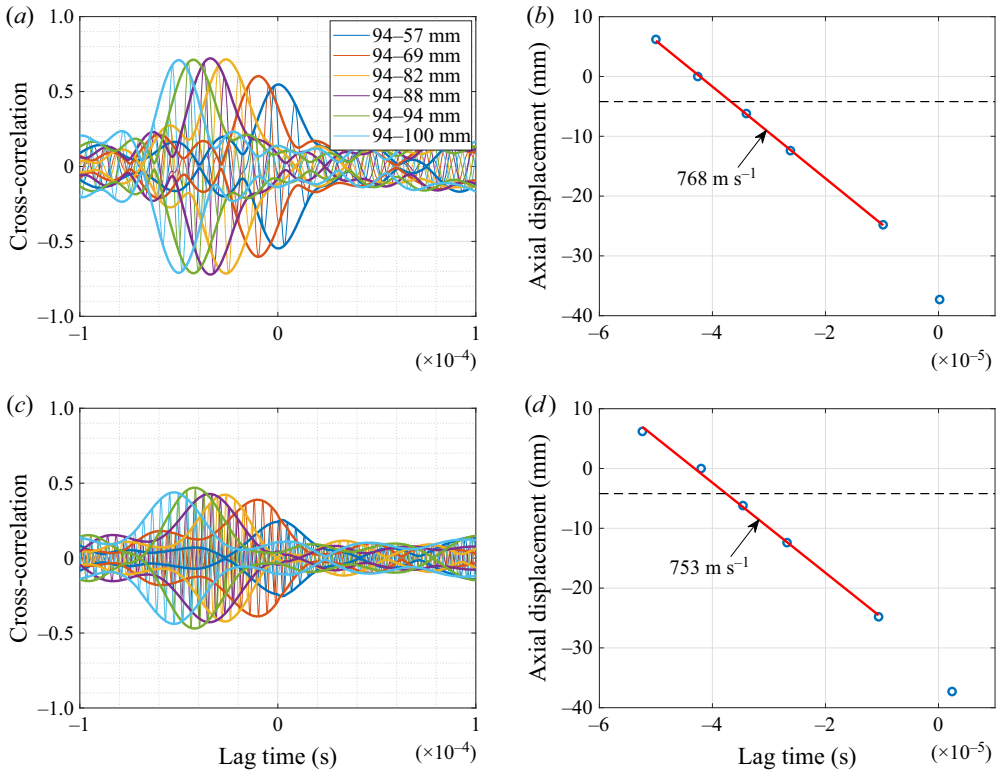 (a)
1.0
0.5
0
–0.5
–1.0
Cross-correlation
94–57 mm
94–69 mm
94–82 mm
94–88 mm
94–94 mm
94–100 mm
–1
0
1
(×10–4)
(b)
10
0
–10
–20
–30
–40
Axial displacement (mm)
768 m s–1
–6
–4
–2
0
(×10–5)
(c)
1.0
0.5
0
–0.5
–1.0
Cross-correlation
–1
0
1
Lag time (s)
(×10–4)
(d)
10
0
–10
–20
–30
–40
Axial displacement (mm)
753 m s–1
–6
–4
–2
0
Lag time (s)
(×10–5)